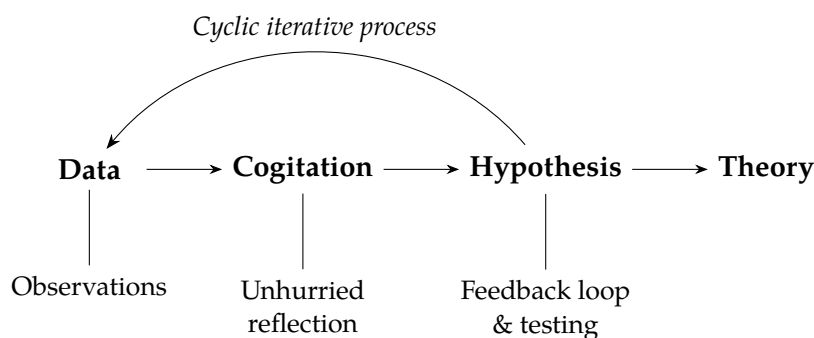 Cyclic iterative process
Data Cogitation Hypothesis Theory
Observations Unhurried Feedback loop
reflection & testing